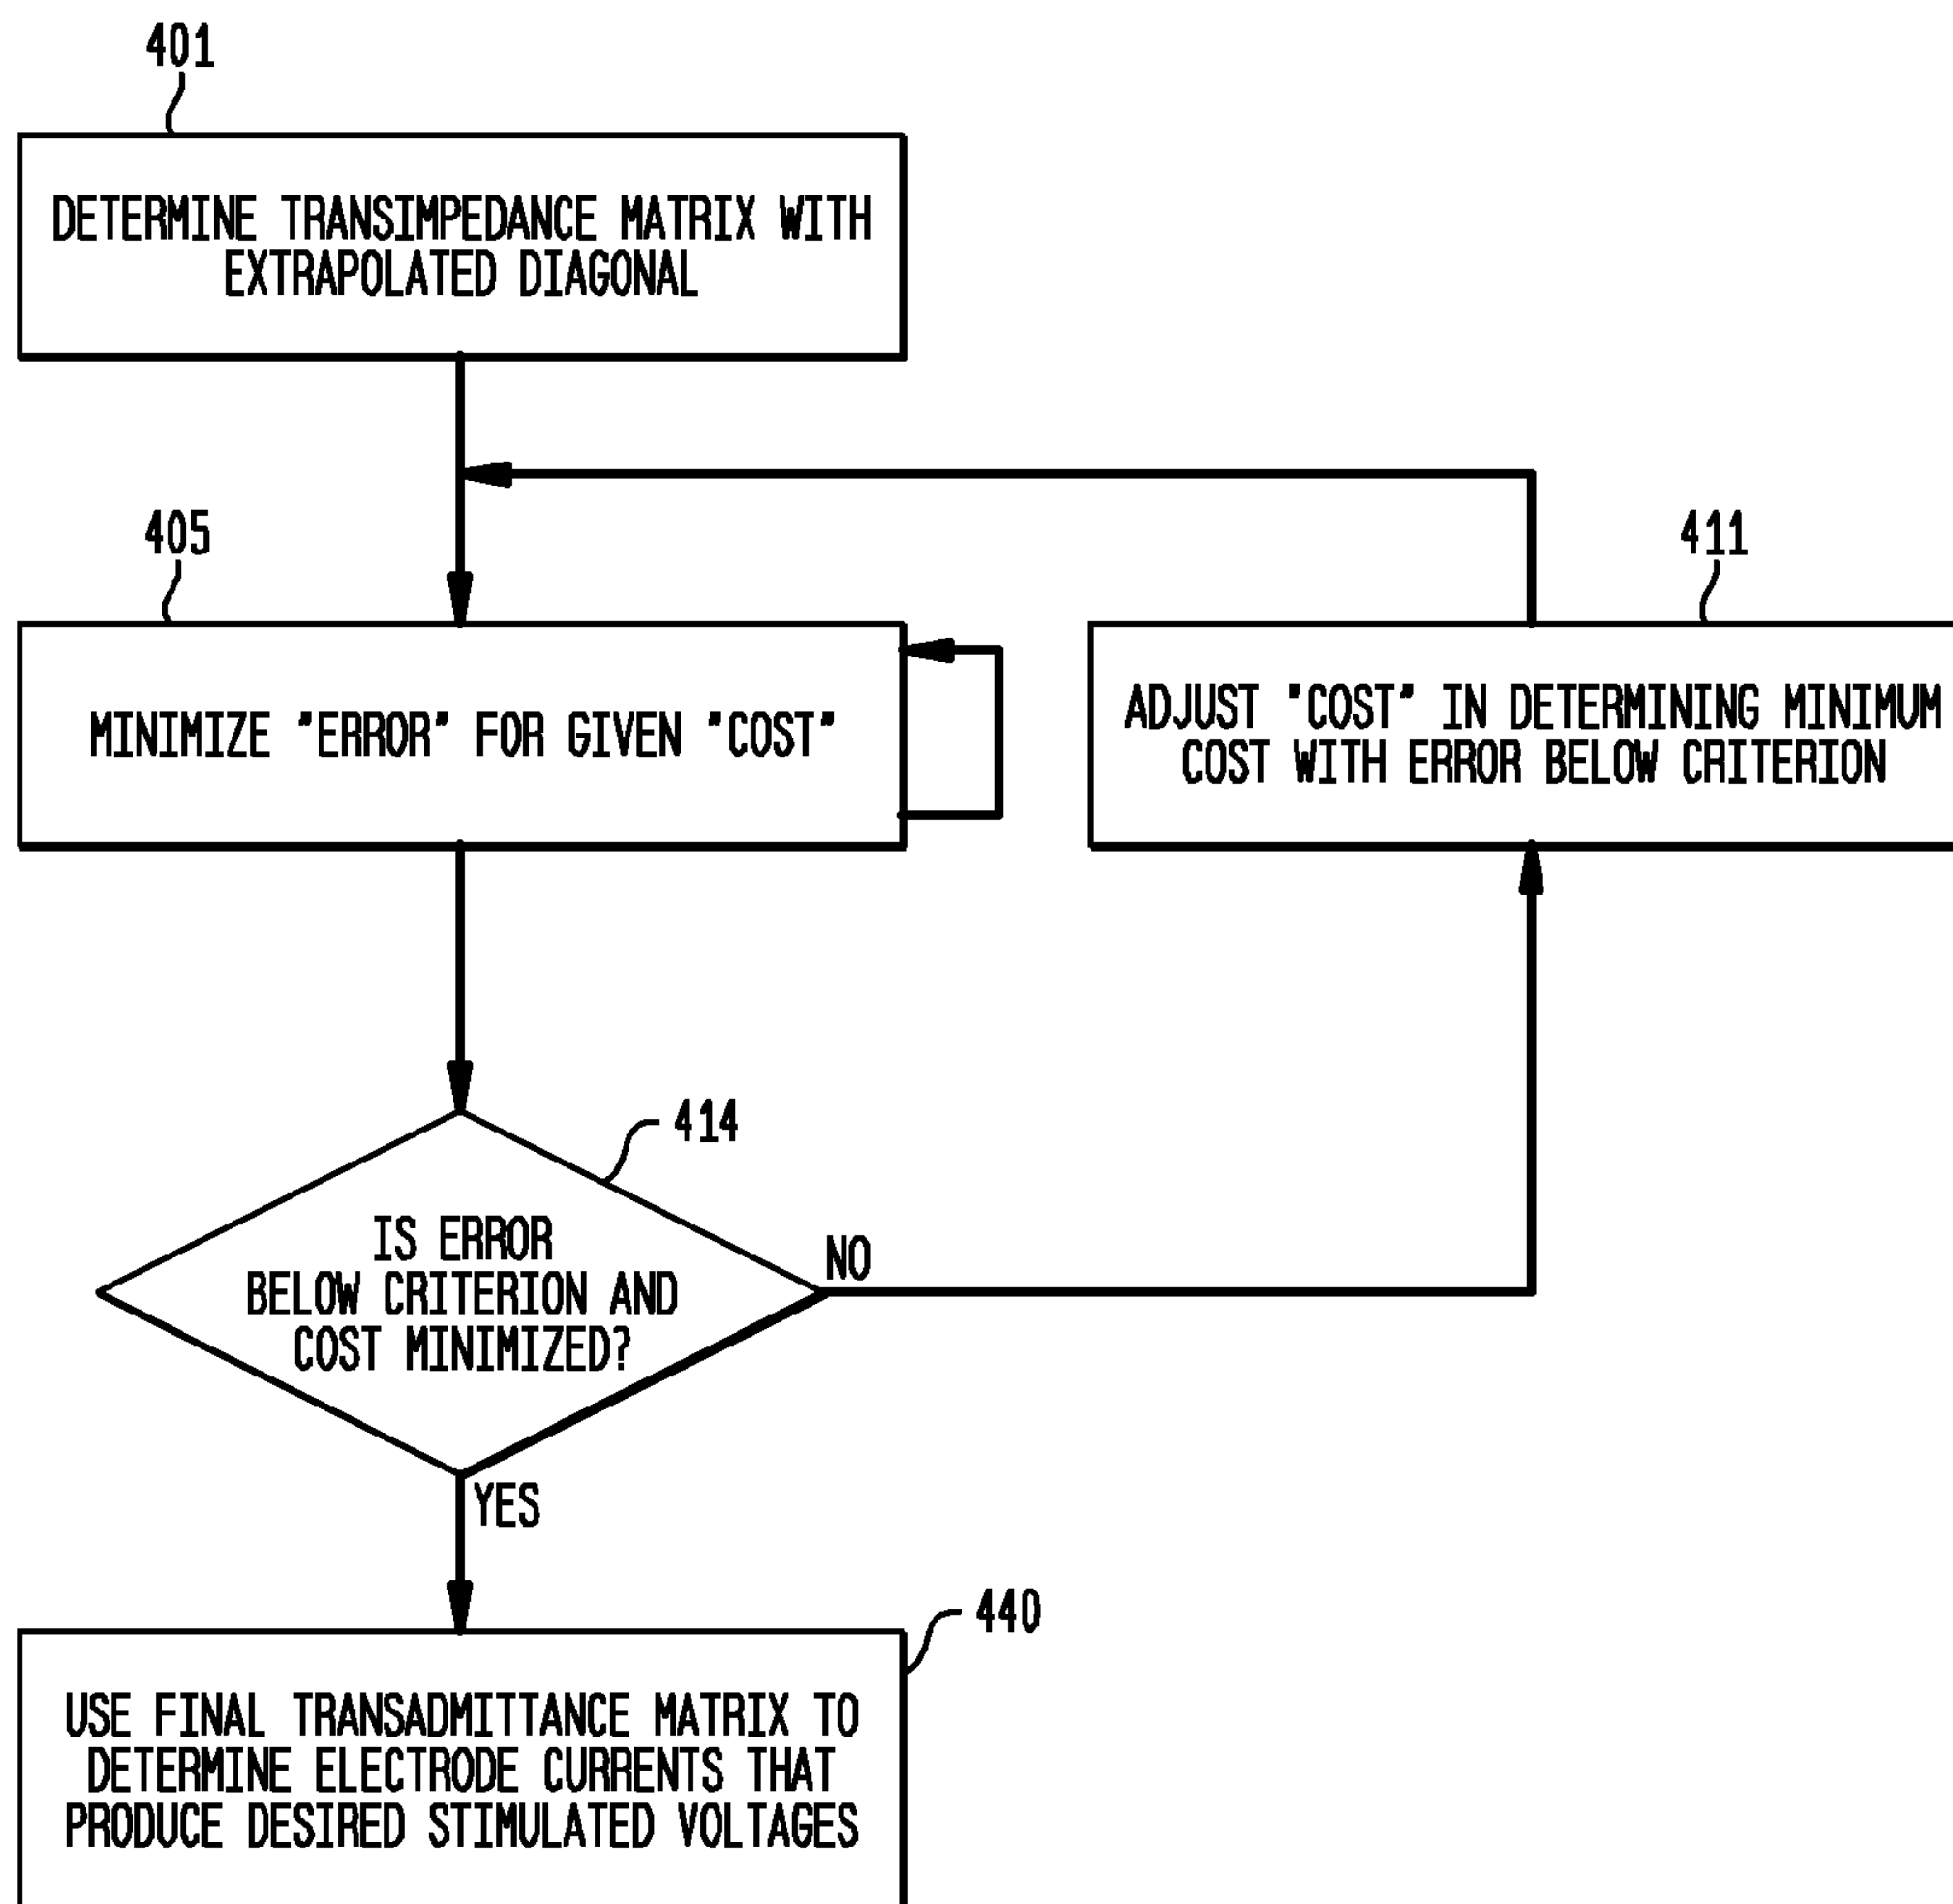 401
DETERMINE TRANSIMPEDANCE MATRIX WITH
EXTRAPOLATED DIAGONAL
405
MINIMIZE "ERROR" FOR GIVEN "COST"
411
ADJUST "COST" IN DETERMINING MINIMUM
COST WITH ERROR BELOW CRITERION
414
IS ERROR
BELOW CRITERION AND
COST MINIMIZED?
NO
YES
440
USE FINAL TRANSADMITTANCE MATRIX TO
DETERMINE ELECTRODE CURRENTS THAT
PRODUCE DESIRED STIMULATED VOLTAGES